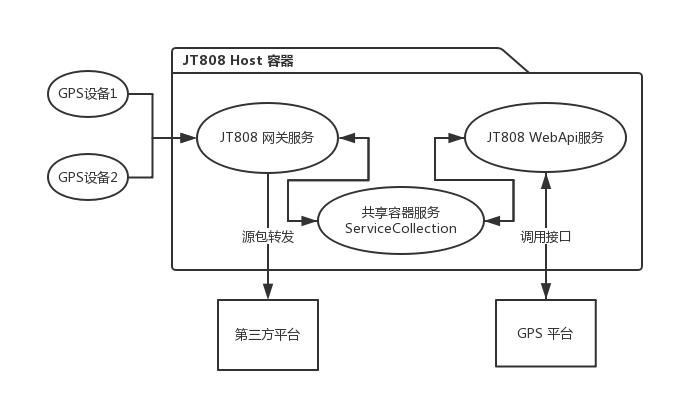 JT808 Host 容器
GPS设备1
JT808 网关服务
JT808 WebApi服务
GPS设备2
共享容器服务
ServiceCollection
源包转发
调用接口
第三方平台
GPS 平台